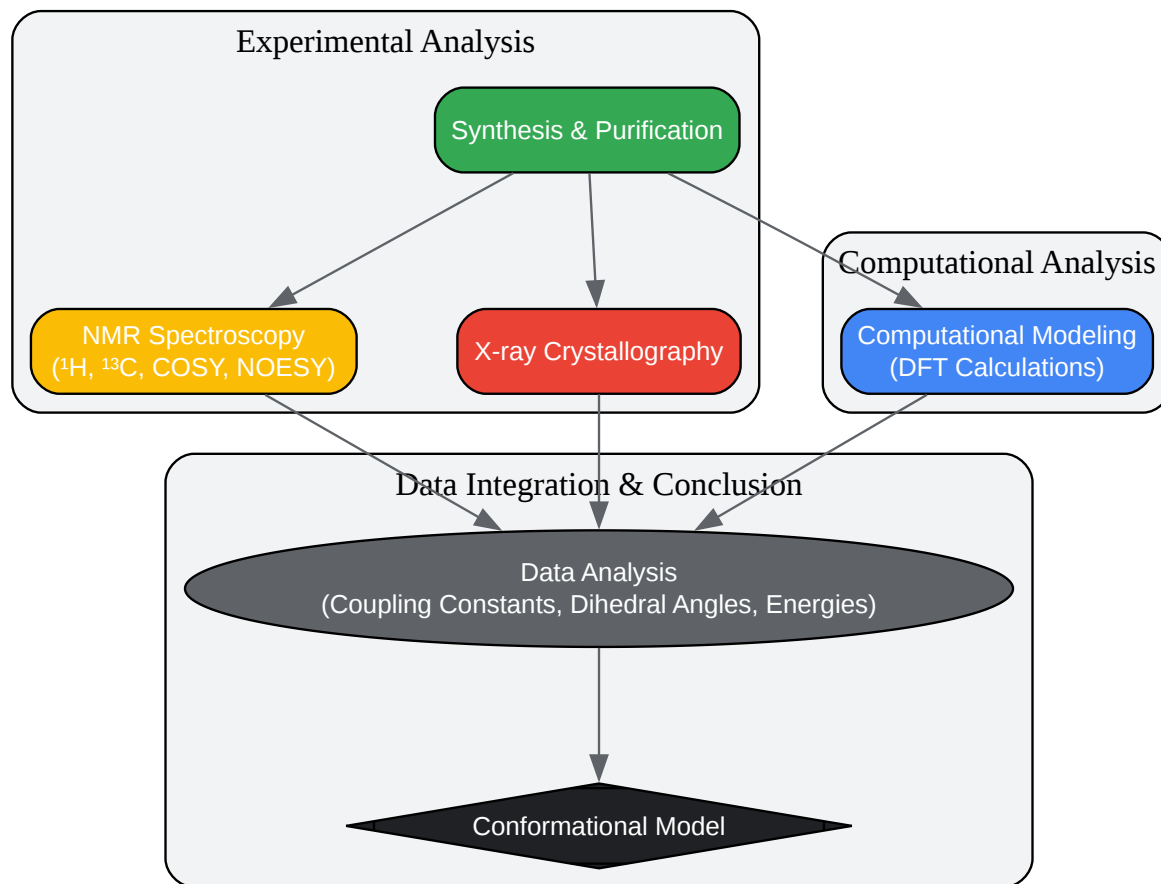 Experimental Analysis
Synthesis & Purification
Computational Analysis
NMR Spectroscopy
(¹H, ¹³C, COSY, NOESY)
X-ray Crystallography
Computational Modeling
(DFT Calculations)
Data Integration & Conclusion
Data Analysis
(Coupling Constants, Dihedral Angles, Energies)
Conformational Model